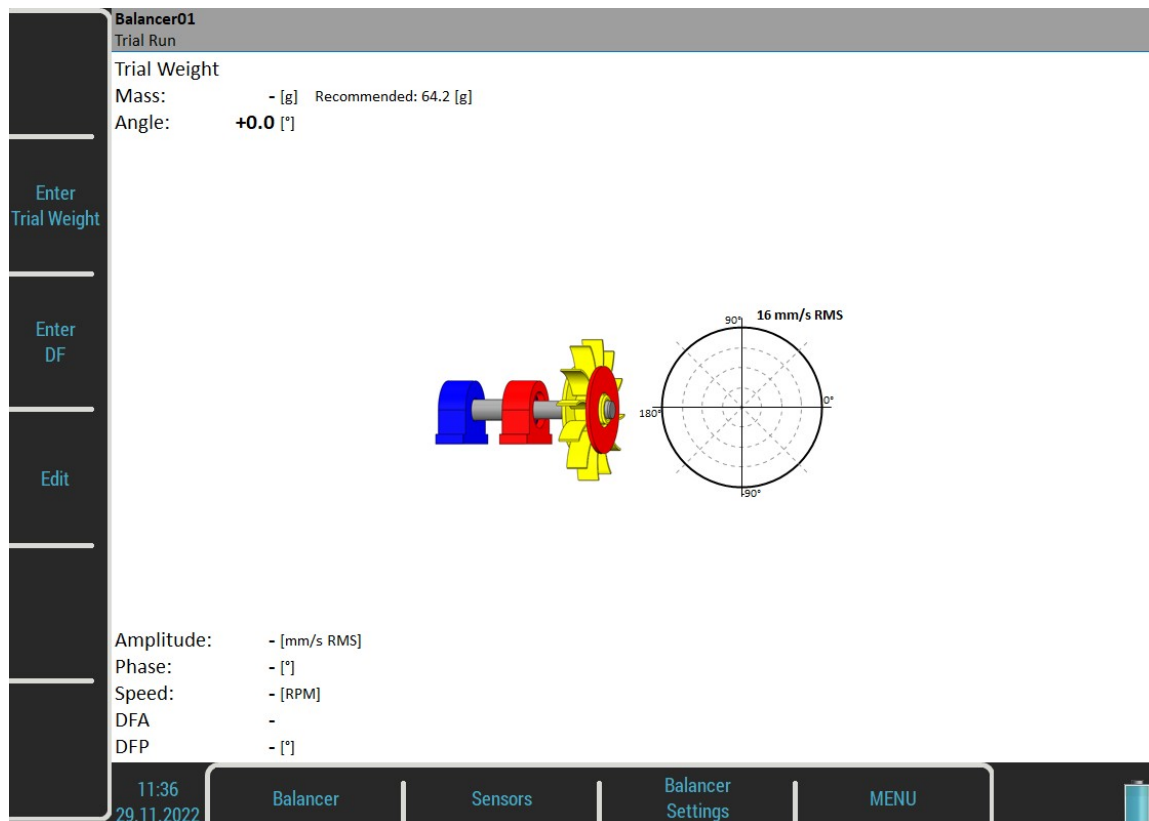 Balancer01
Trial Run
Trial Weight
Mass: - [g] Recommended: 64.2 [g]
Angle: +0.0 [°]
Enter
Trial Weight
Enter
DF
Edit
16 mm/s RMS
90°
0°
180°
-90°
Amplitude: - [mm/s RMS]
Phase: - [°]
Speed: - [RPM]
DFA -
DFP - [°]
11:36
29.11.2022
Balancer
Sensors
Balancer
Settings
MENU